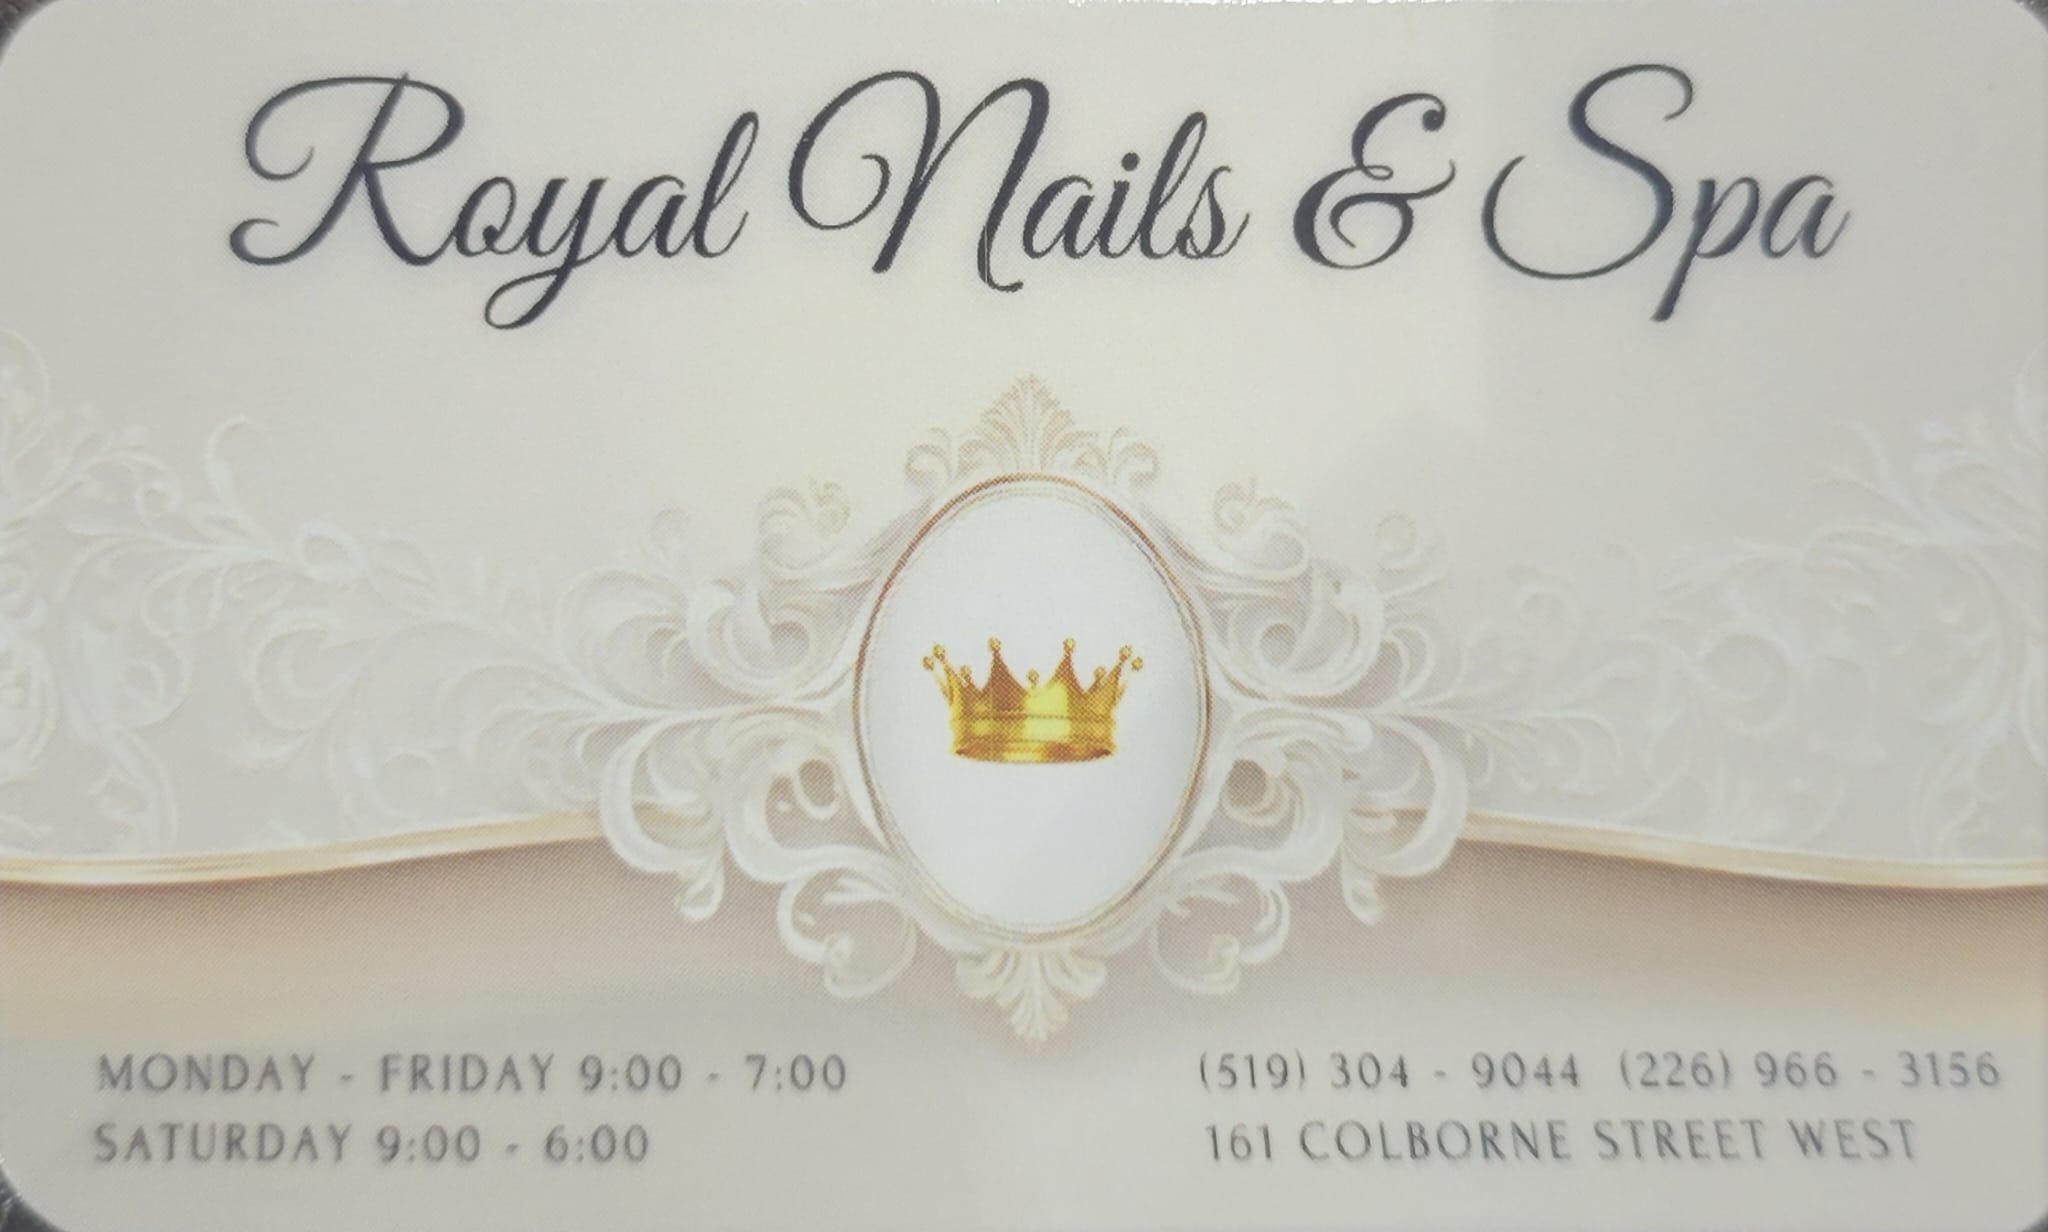 Royal Nails & Spa
MONDAY - FRIDAY 9:00 - 7:00
SATURDAY 9:00 - 6:00
(519) 304 - 9044 (226) 966 - 3156
161 COLBORNE STREET WEST